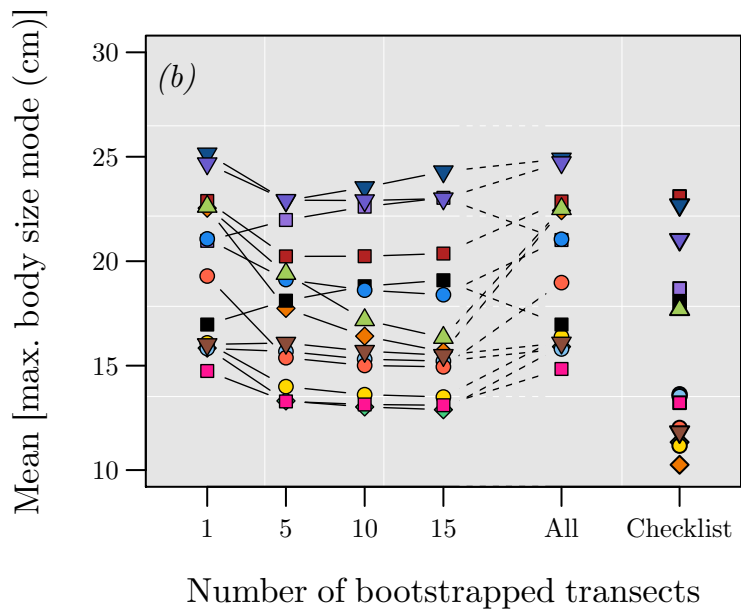 Mean [max. body size mode (cm)]
(b)
30
25
20
15
10
1 5 10 15 All Checklist
Number of bootstrapped transects